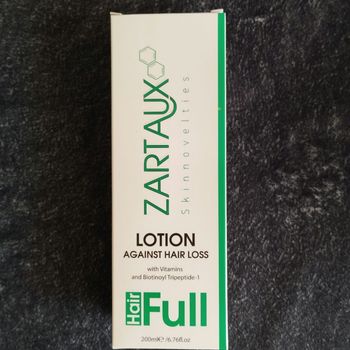 ZARTAUX
Skinnovelties
LOTION
AGAINST HAIR LOSS
with Vitamins
and Biotinoyl Tripeptide-1
Hair Full
200ml℮ /6.76fl.oz